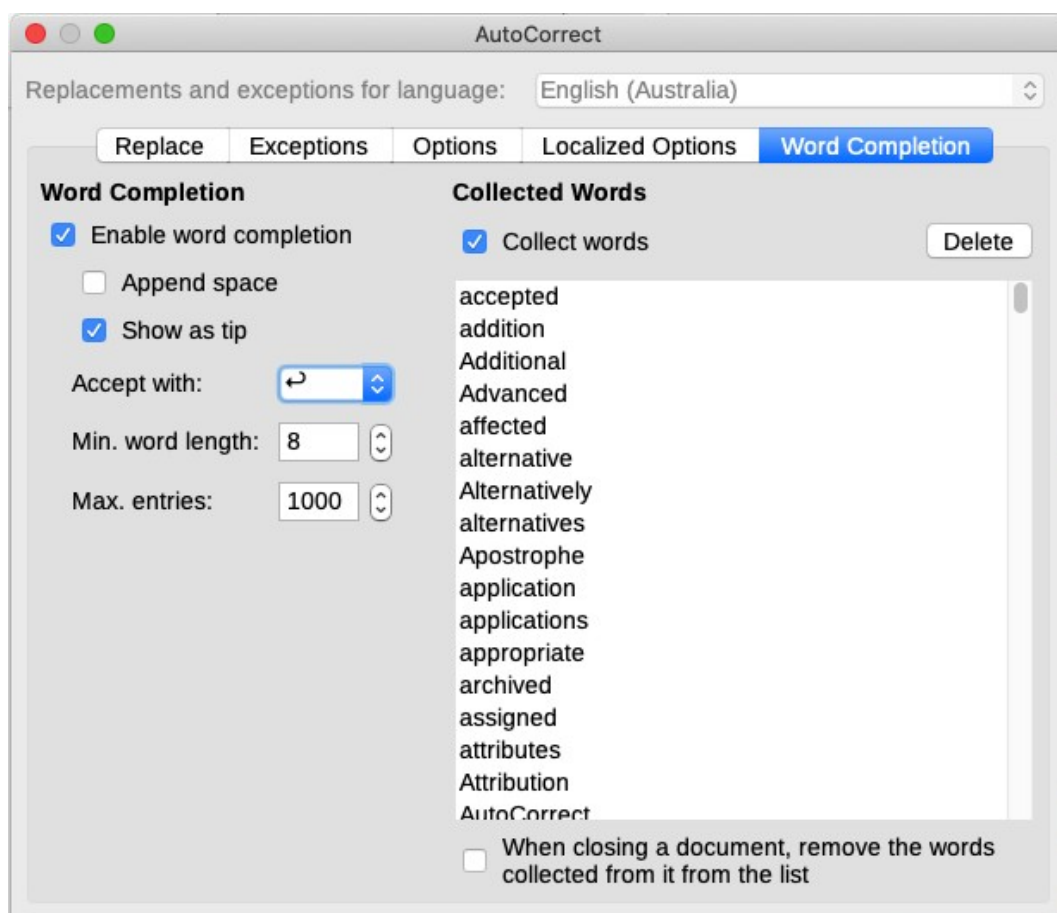 AutoCorrect
Replacements and exceptions for language: English (Australia)
Replace Exceptions Options Localized Options Word Completion
Word Completion
Enable word completion
Append space
Show as tip
Accept with:
Min. word length: 8
Max. entries: 1000
Collected Words
Collect words Delete
accepted
addition
Additional
Advanced
affected
alternative
Alternatively
alternatives
Apostrophe
application
applications
appropriate
archived
assigned
attributes
Attribution
AutoCorrect
When closing a document, remove the words
collected from it from the list